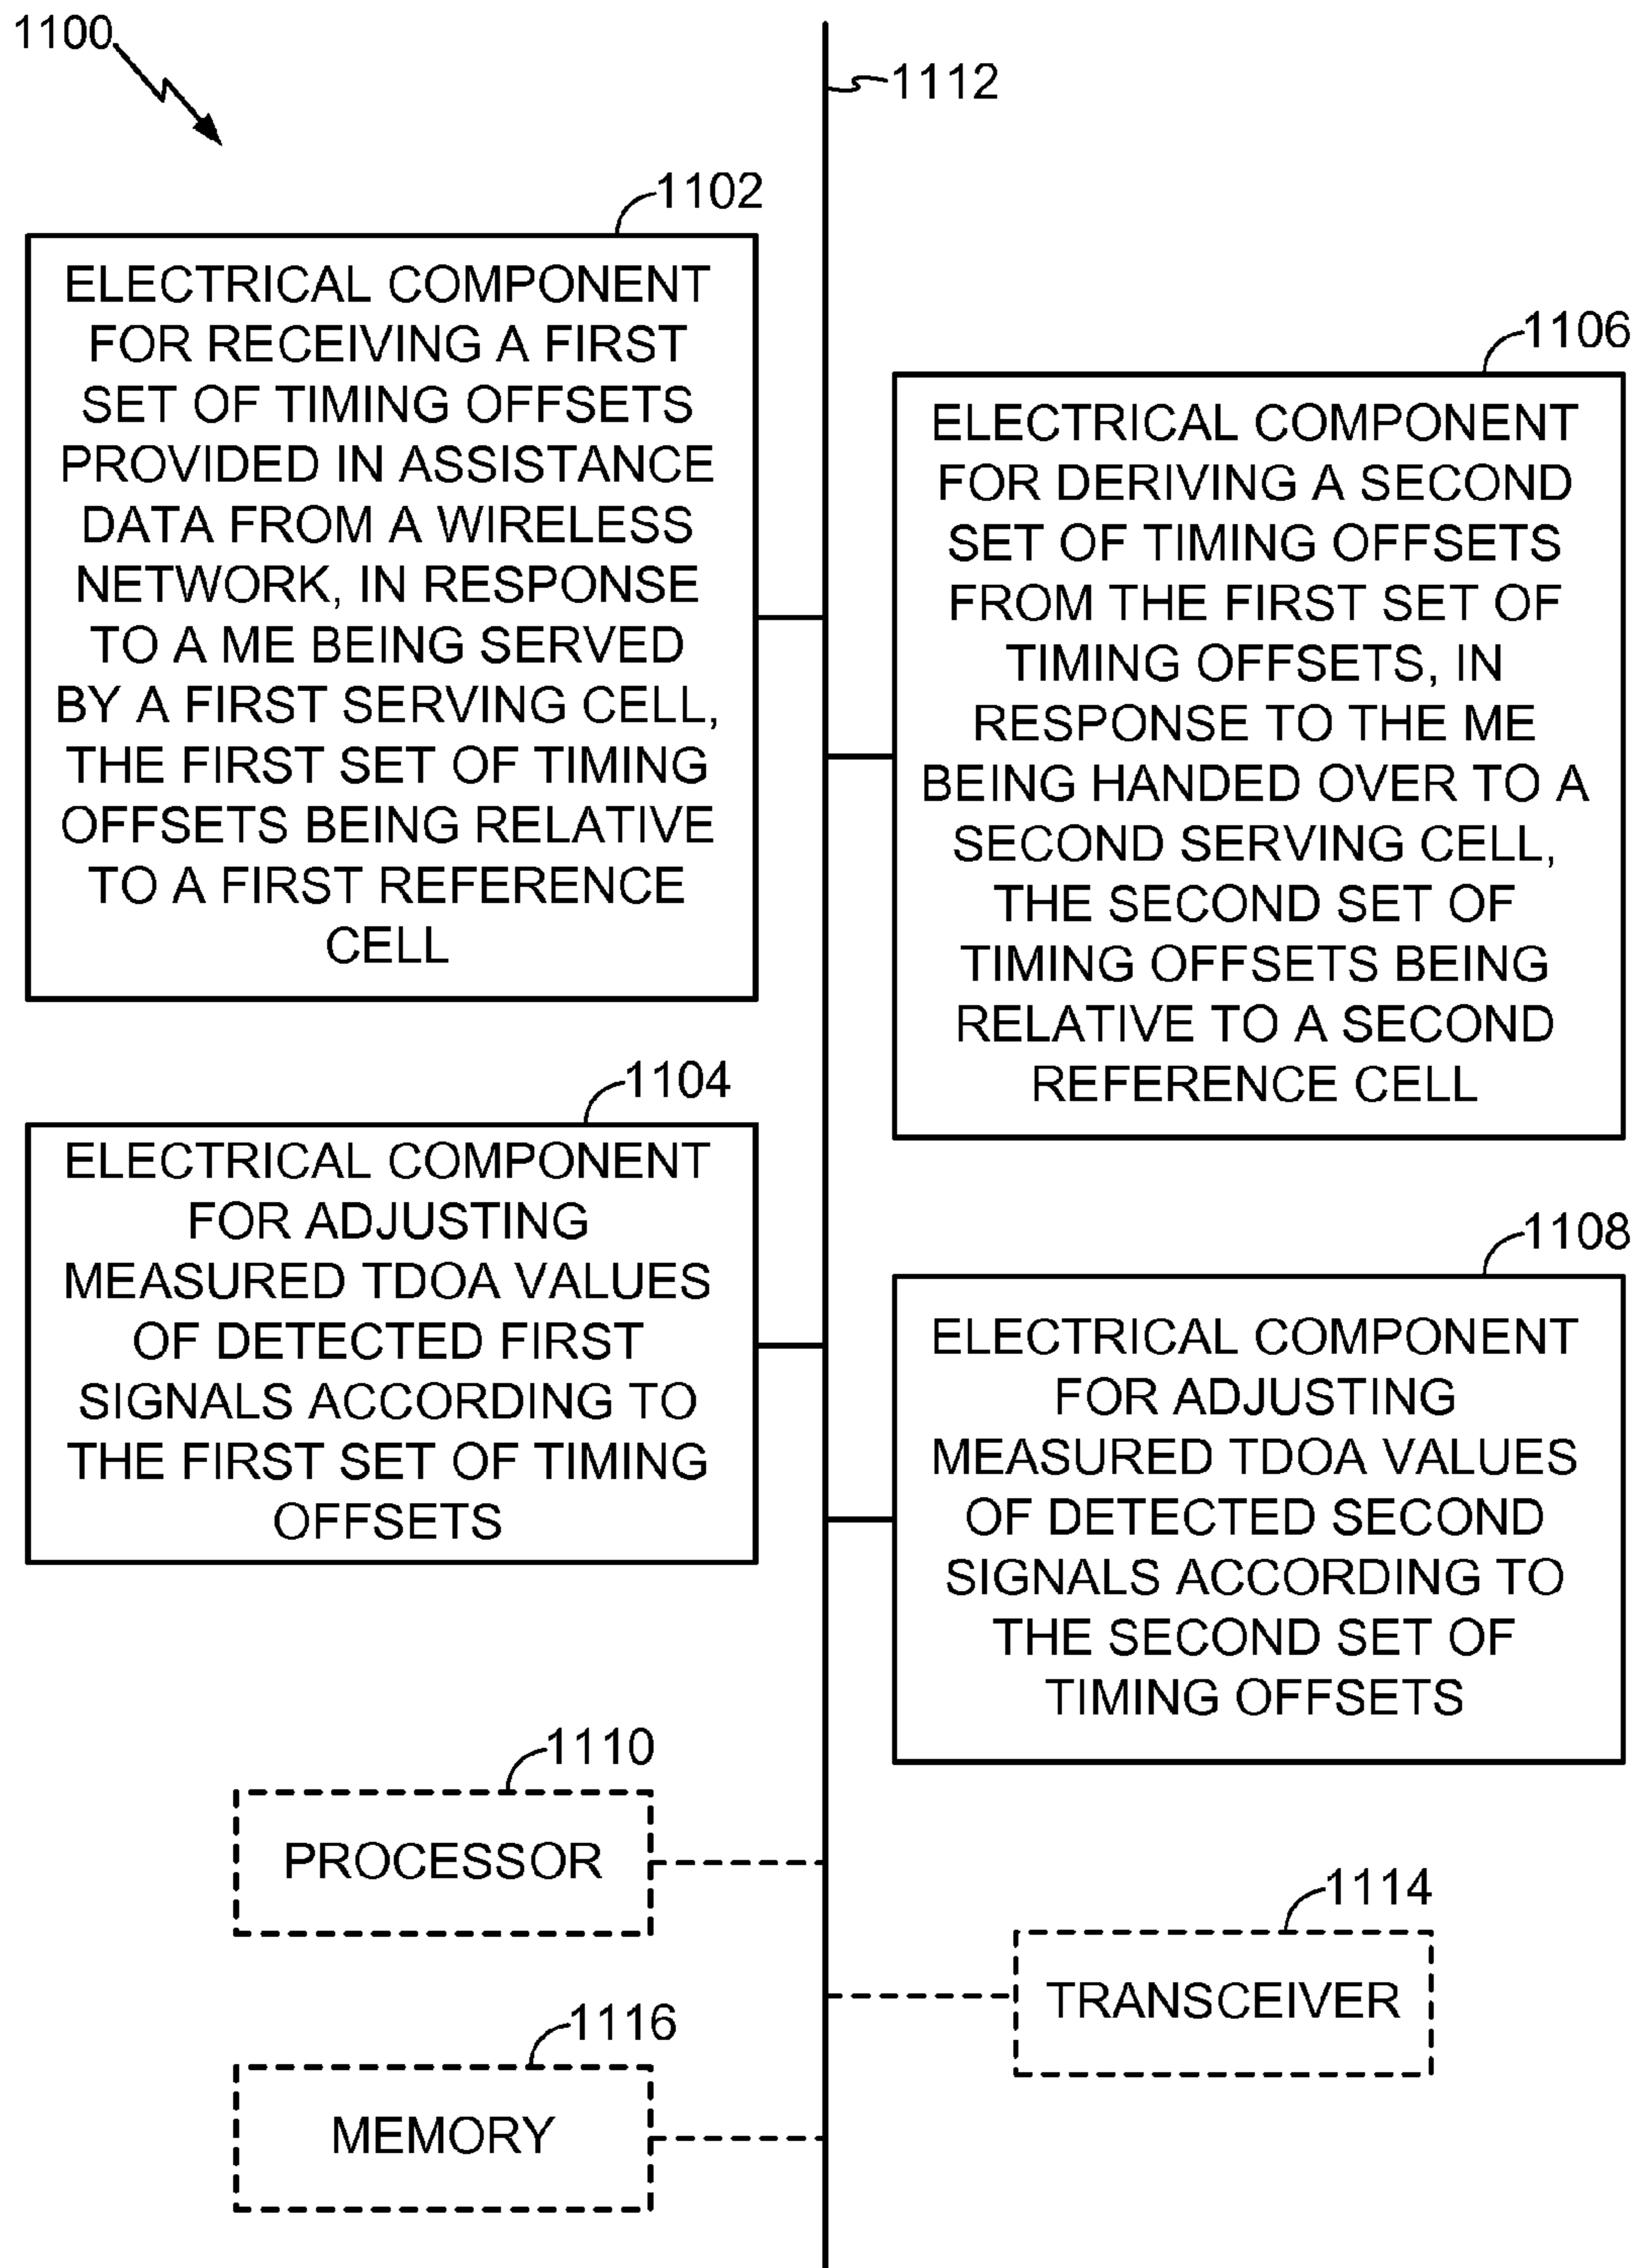 1100
1112
1102
ELECTRICAL COMPONENT
FOR RECEIVING A FIRST
SET OF TIMING OFFSETS
PROVIDED IN ASSISTANCE
DATA FROM A WIRELESS
NETWORK, IN RESPONSE
TO A ME BEING SERVED
BY A FIRST SERVING CELL,
THE FIRST SET OF TIMING
OFFSETS BEING RELATIVE
TO A FIRST REFERENCE
CELL
1106
ELECTRICAL COMPONENT
FOR DERIVING A SECOND
SET OF TIMING OFFSETS
FROM THE FIRST SET OF
TIMING OFFSETS, IN
RESPONSE TO THE ME
BEING HANDED OVER TO A
SECOND SERVING CELL,
THE SECOND SET OF
TIMING OFFSETS BEING
RELATIVE TO A SECOND
REFERENCE CELL
1104
ELECTRICAL COMPONENT
FOR ADJUSTING
MEASURED TDOA VALUES
OF DETECTED FIRST
SIGNALS ACCORDING TO
THE FIRST SET OF TIMING
OFFSETS
1108
ELECTRICAL COMPONENT
FOR ADJUSTING
MEASURED TDOA VALUES
OF DETECTED SECOND
SIGNALS ACCORDING TO
THE SECOND SET OF
TIMING OFFSETS
1110
PROCESSOR
1114
TRANSCEIVER
1116
MEMORY